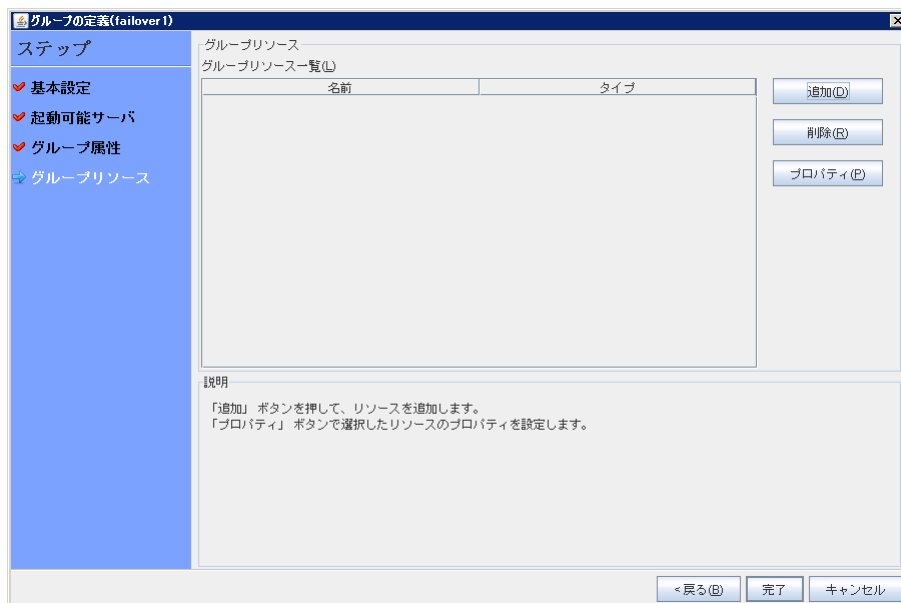 グループの定義(failover1)
ステップ
基本設定
起動可能サーバ
グループ属性
グループリソース
グループリソース
グループリソース一覧(L)
名前 タイプ
追加(D)
削除(R)
プロパティ(P)
説明
「追加」 ボタンを押して、リソースを追加します。
「プロパティ」 ボタンで選択したリソースのプロパティを設定します。
<戻る(B) 完了 キャンセル